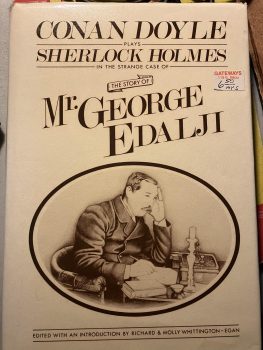 CONAN DOYLE
PLAYS
SHERLOCK HOLMES
IN THE STRANGE CASE OF
THE STORY OF
Mr. GEORGE
EDALJI
GATEWAYS
EDITED WITH AN INTRODUCTION BY RICHARD & MOLLY WHITTINGTON-EGAN